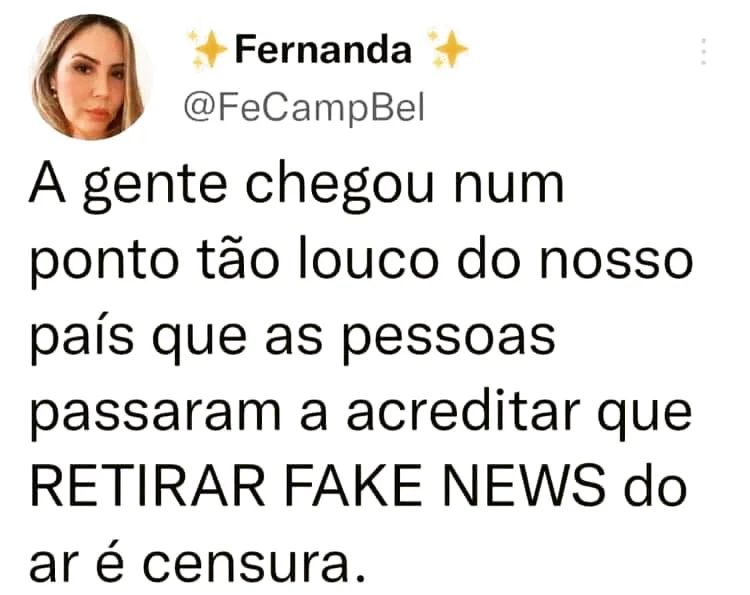 ✨Fernanda✨
@FeCampBel
A gente chegou num
ponto tão louco do nosso
país que as pessoas
passaram a acreditar que
RETIRAR FAKE NEWS do
ar é censura.